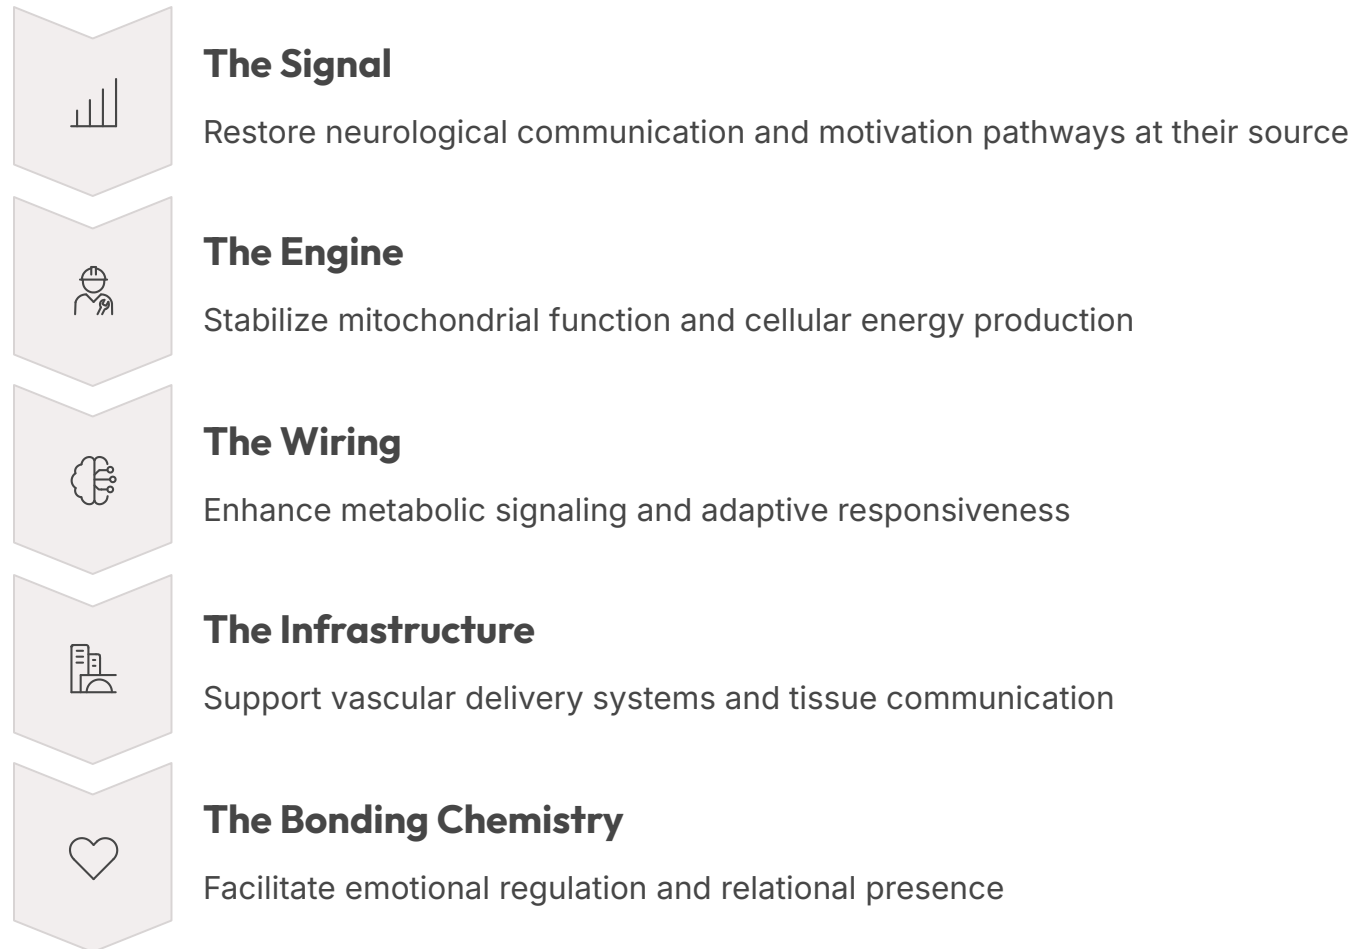 The Signal
Restore neurological communication and motivation pathways at their source
The Engine
Stabilize mitochondrial function and cellular energy production
The Wiring
Enhance metabolic signaling and adaptive responsiveness
The Infrastructure
Support vascular delivery systems and tissue communication
The Bonding Chemistry
Facilitate emotional regulation and relational presence